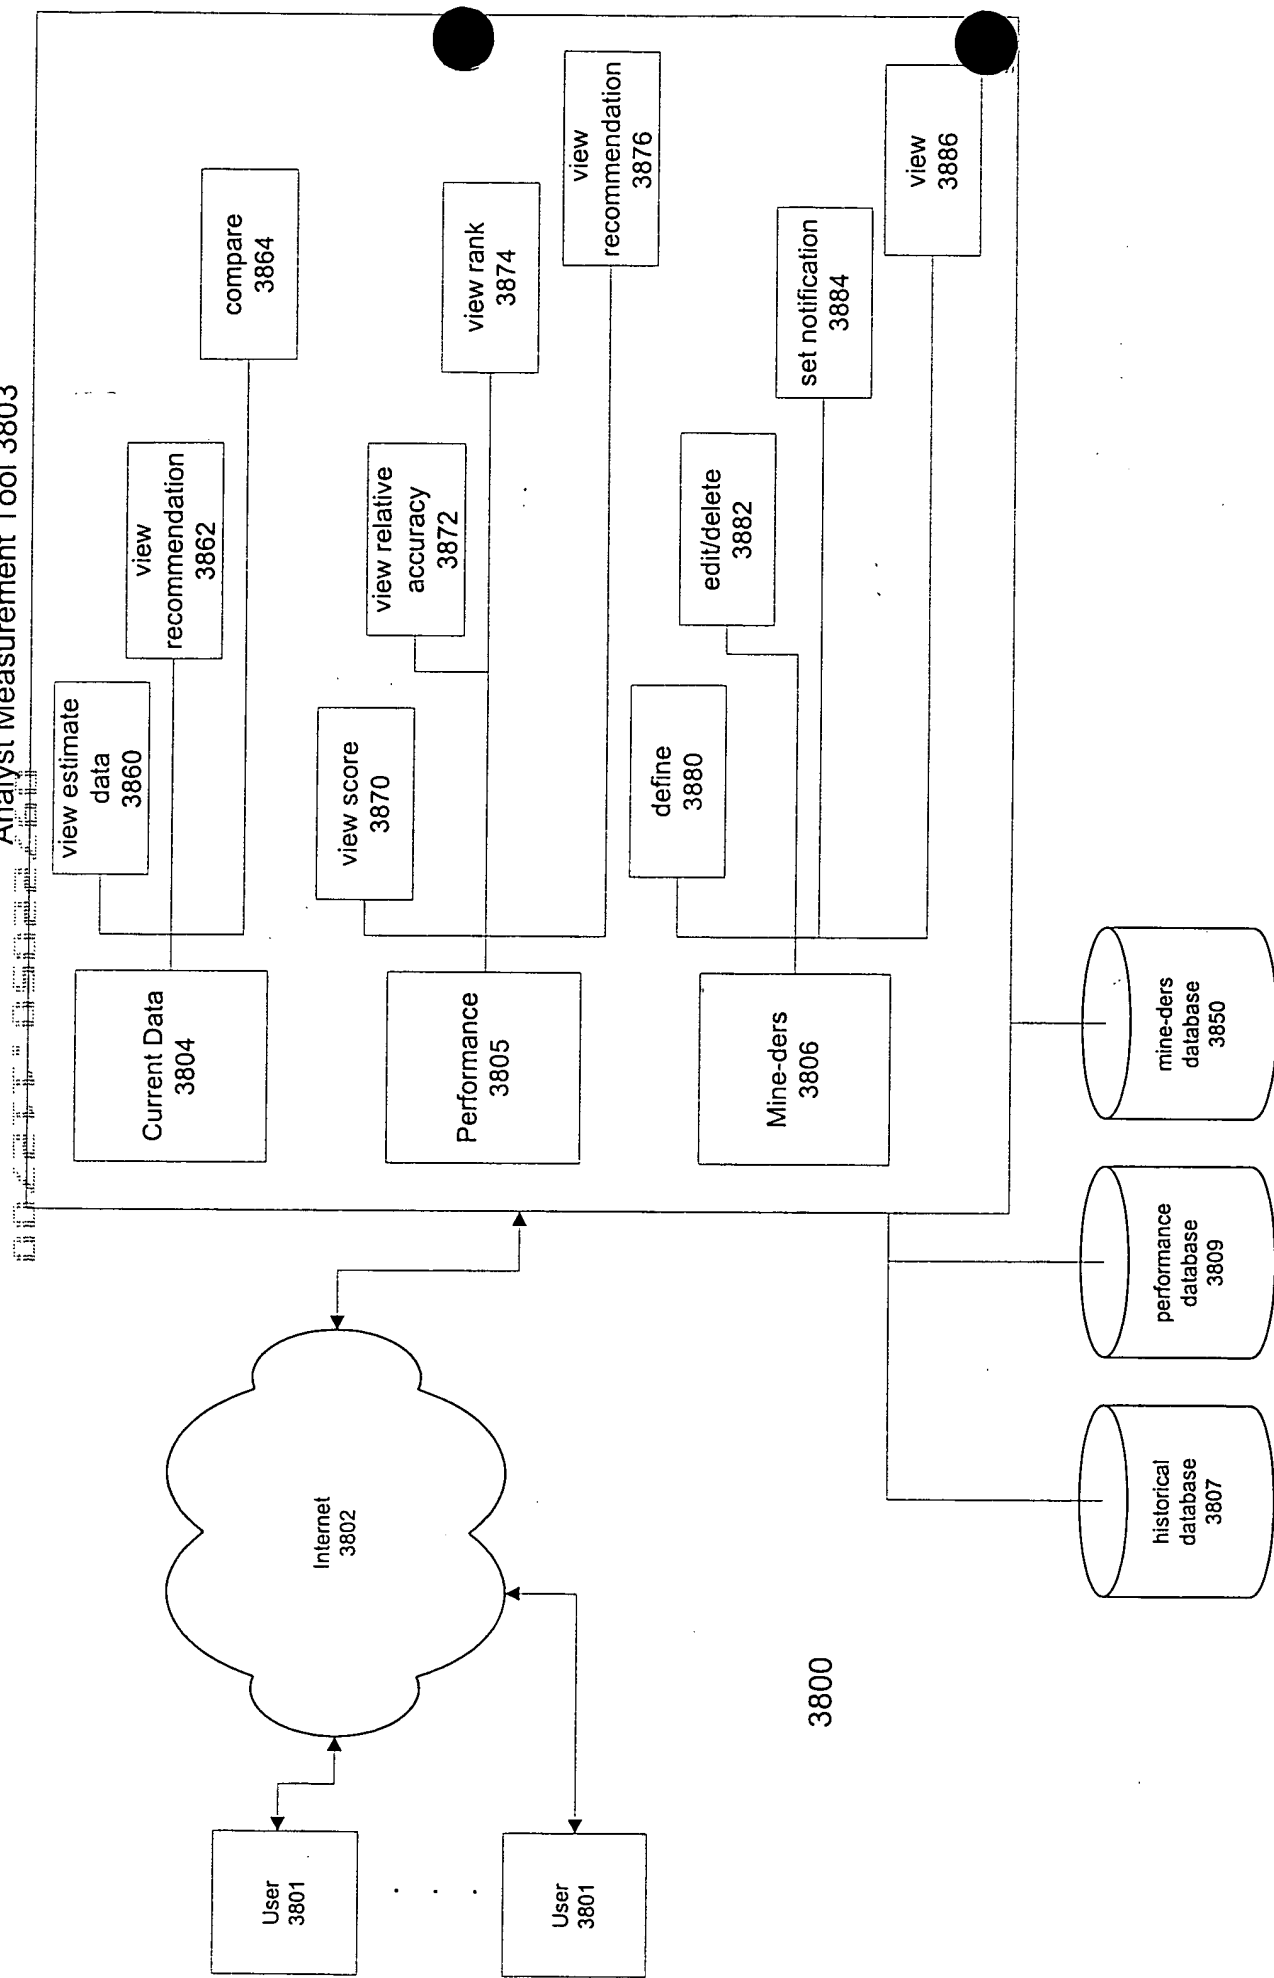 Analyst Measurement Tool 3803
view estimate
data
3860
view
recommendation
3862
compare
3864
Current Data
3804
view score
3870
view relative
accuracy
3872
view rank
3874
view
recommendation
3876
Performance
3805
define
3880
edit/delete
3882
set notification
3884
view
3886
Mine-ders
3806
Internet
3802
User
3801
User
3801
3800
historical
database
3807
performance
database
3809
mine-ders
database
3850